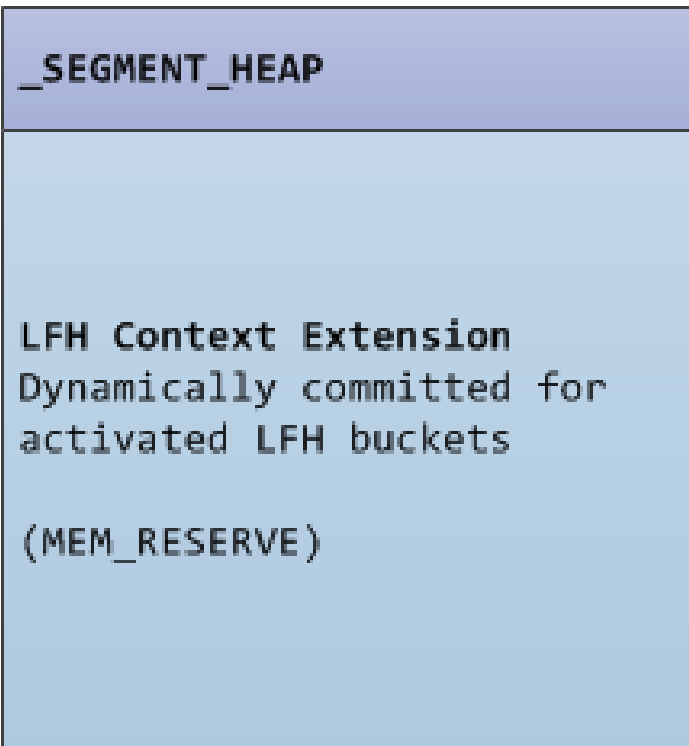 _SEGMENT_HEAP
LFH Context Extension
Dynamically committed for
activated LFH buckets
(MEM_RESERVE)